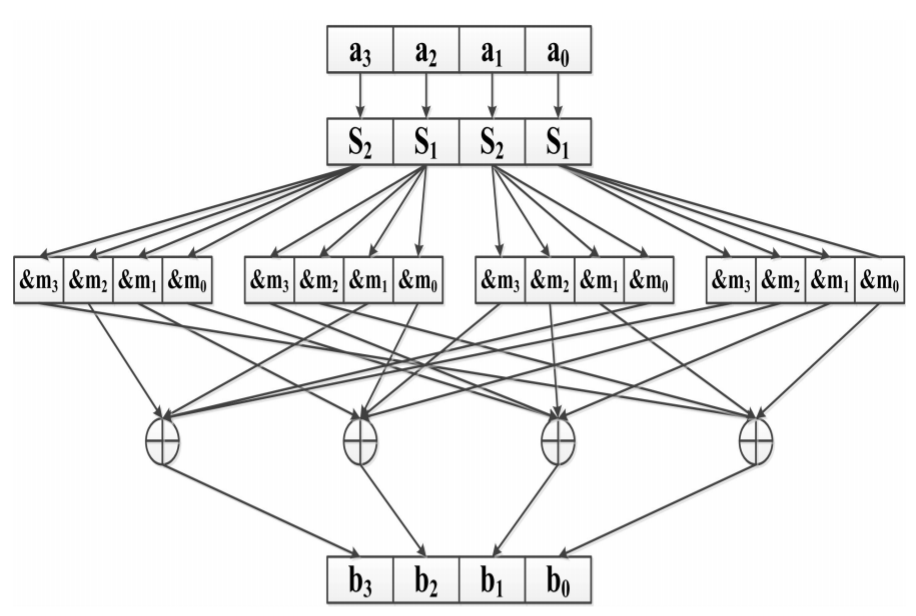 a₃ a₂ a₁ a₀
S₂ S₁ S₂ S₁
&m₃ &m₂ &m₁ &m₀ &m₃ &m₂ &m₁ &m₀ &m₃ &m₂ &m₁ &m₀ &m₃ &m₂ &m₁ &m₀
b₃ b₂ b₁ b₀